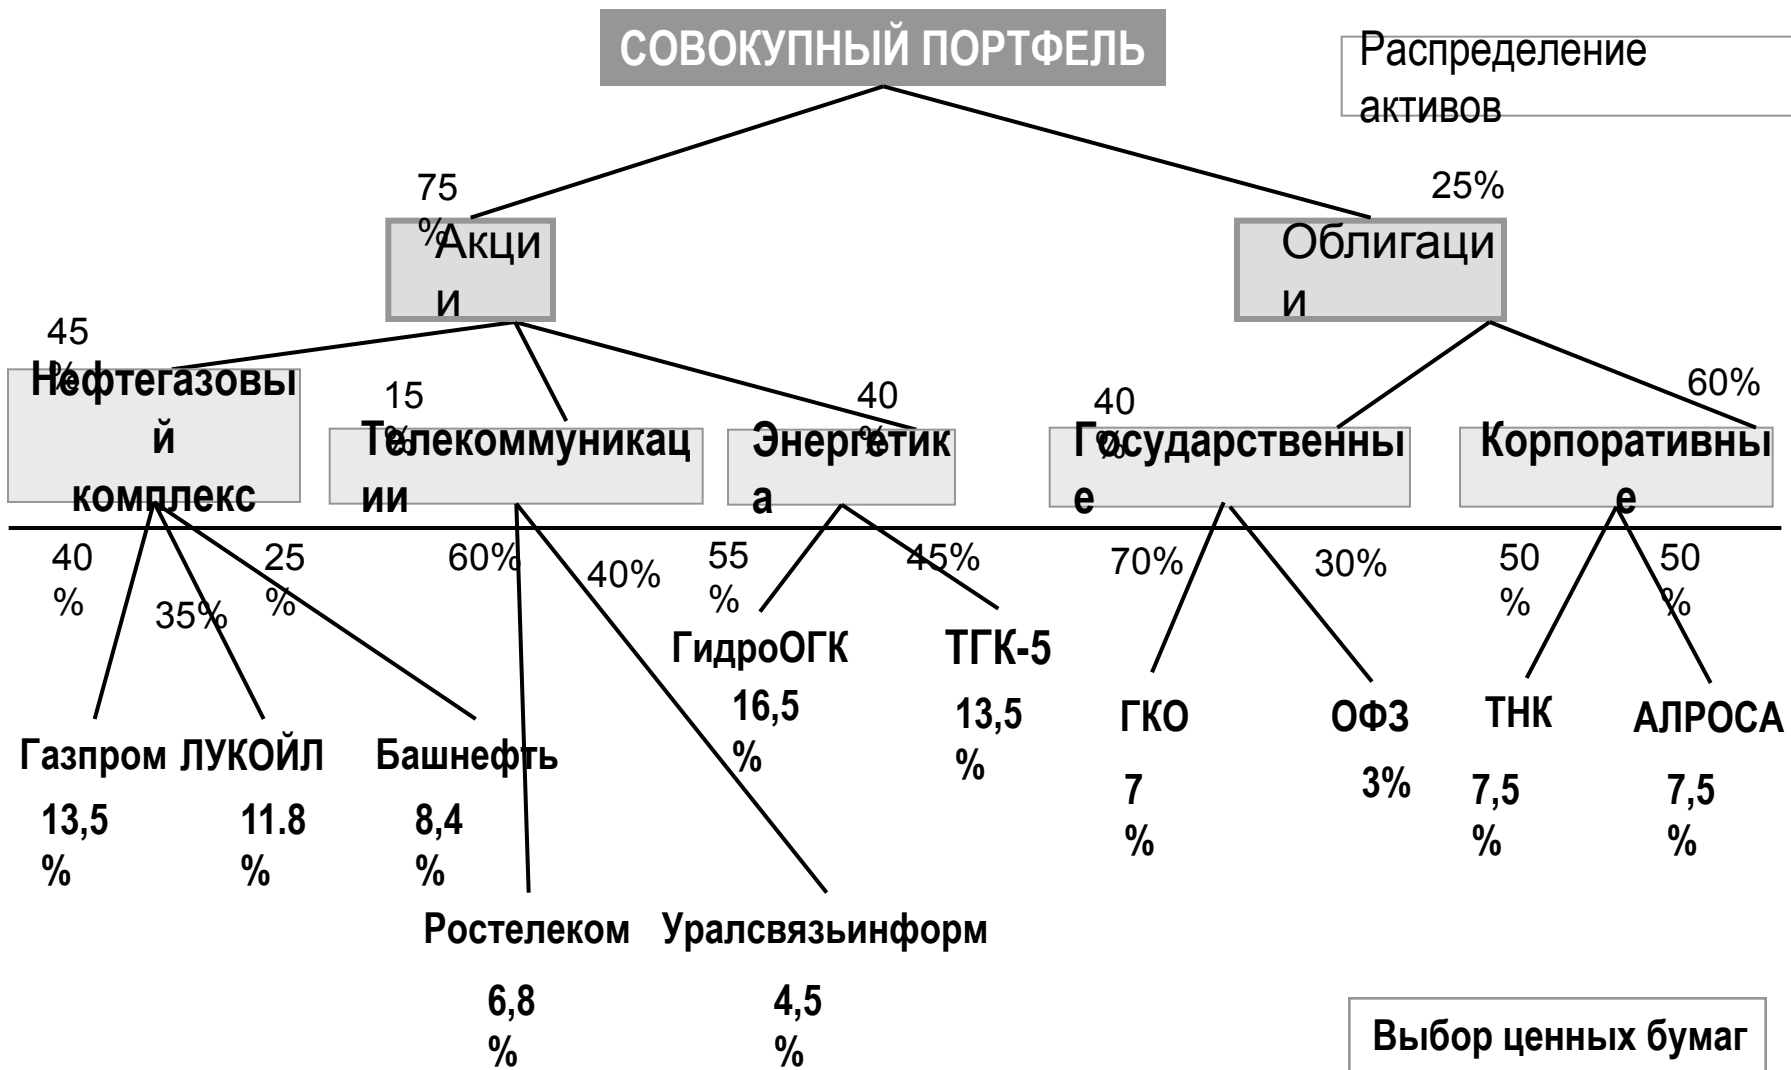 СОВОКУПНЫЙ ПОРТФЕЛЬ
Распределение
активов
75
%
25%
Акци
и
Облигаци
и
45
%
Нефтегазовы
й
комплекс
15
%
Телекоммуникац
ии
40
%
Энергетик
а
40
%
Государственны
е
60%
Корпоративны
е
40
%
35%
25
%
60%
40%
55
%
45%
70%
30%
50
%
50
%
ГидроОГК
16,5
%
ТГК-5
13,5
%
ГКО
7
%
ОФЗ
3%
ТНК
7,5
%
АЛРОСА
7,5
%
Газпром
13,5
%
ЛУКОЙЛ
11.8
%
Башнефть
8,4
%
Ростелеком
6,8
%
Уралсвязьинформ
4,5
%
Выбор ценных бумаг